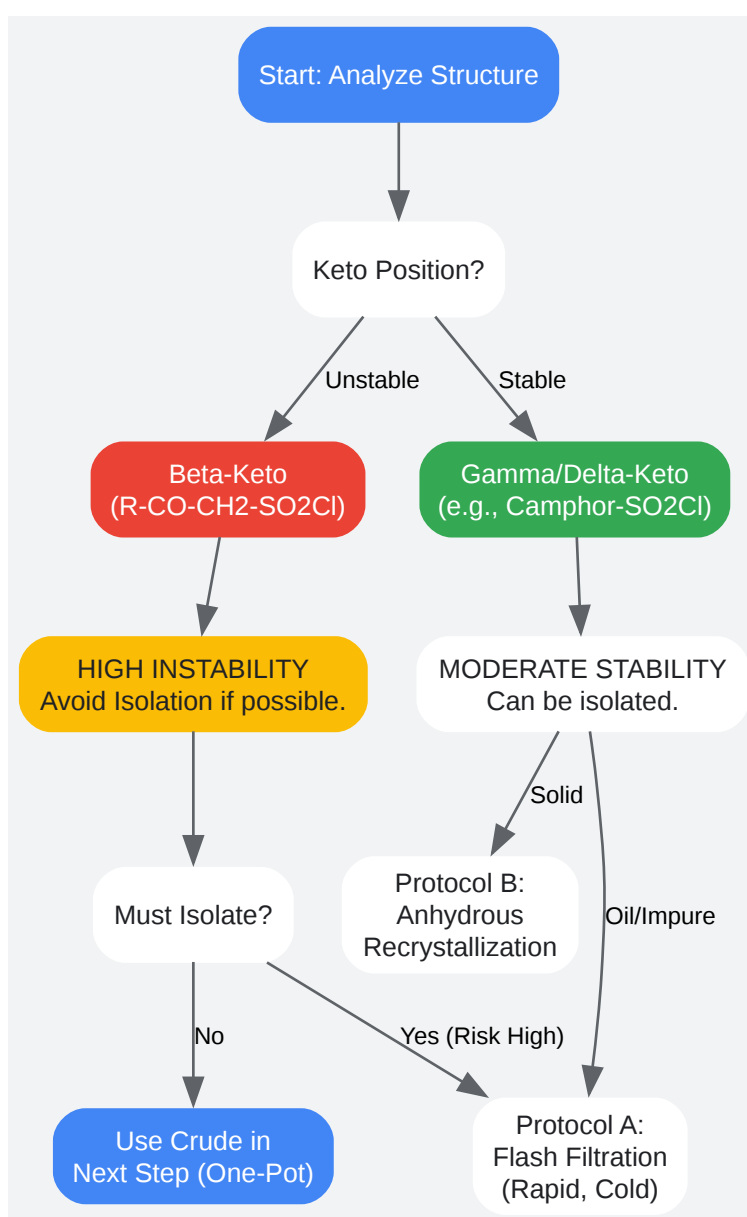 Start: Analyze Structure
Keto Position?
Unstable
Stable
Beta-Keto
(R-CO-CH2-SO2Cl)
Gamma/Delta-Keto
(e.g., Camphor-SO2Cl)
HIGH INSTABILITY
Avoid Isolation if possible.
MODERATE STABILITY
Can be isolated.
Solid
Must Isolate?
Protocol B:
Anhydrous
Recrystallization
Oil/Impure
No
Yes (Risk High)
Use Crude in
Next Step (One-Pot)
Protocol A:
Flash Filtration
(Rapid, Cold)